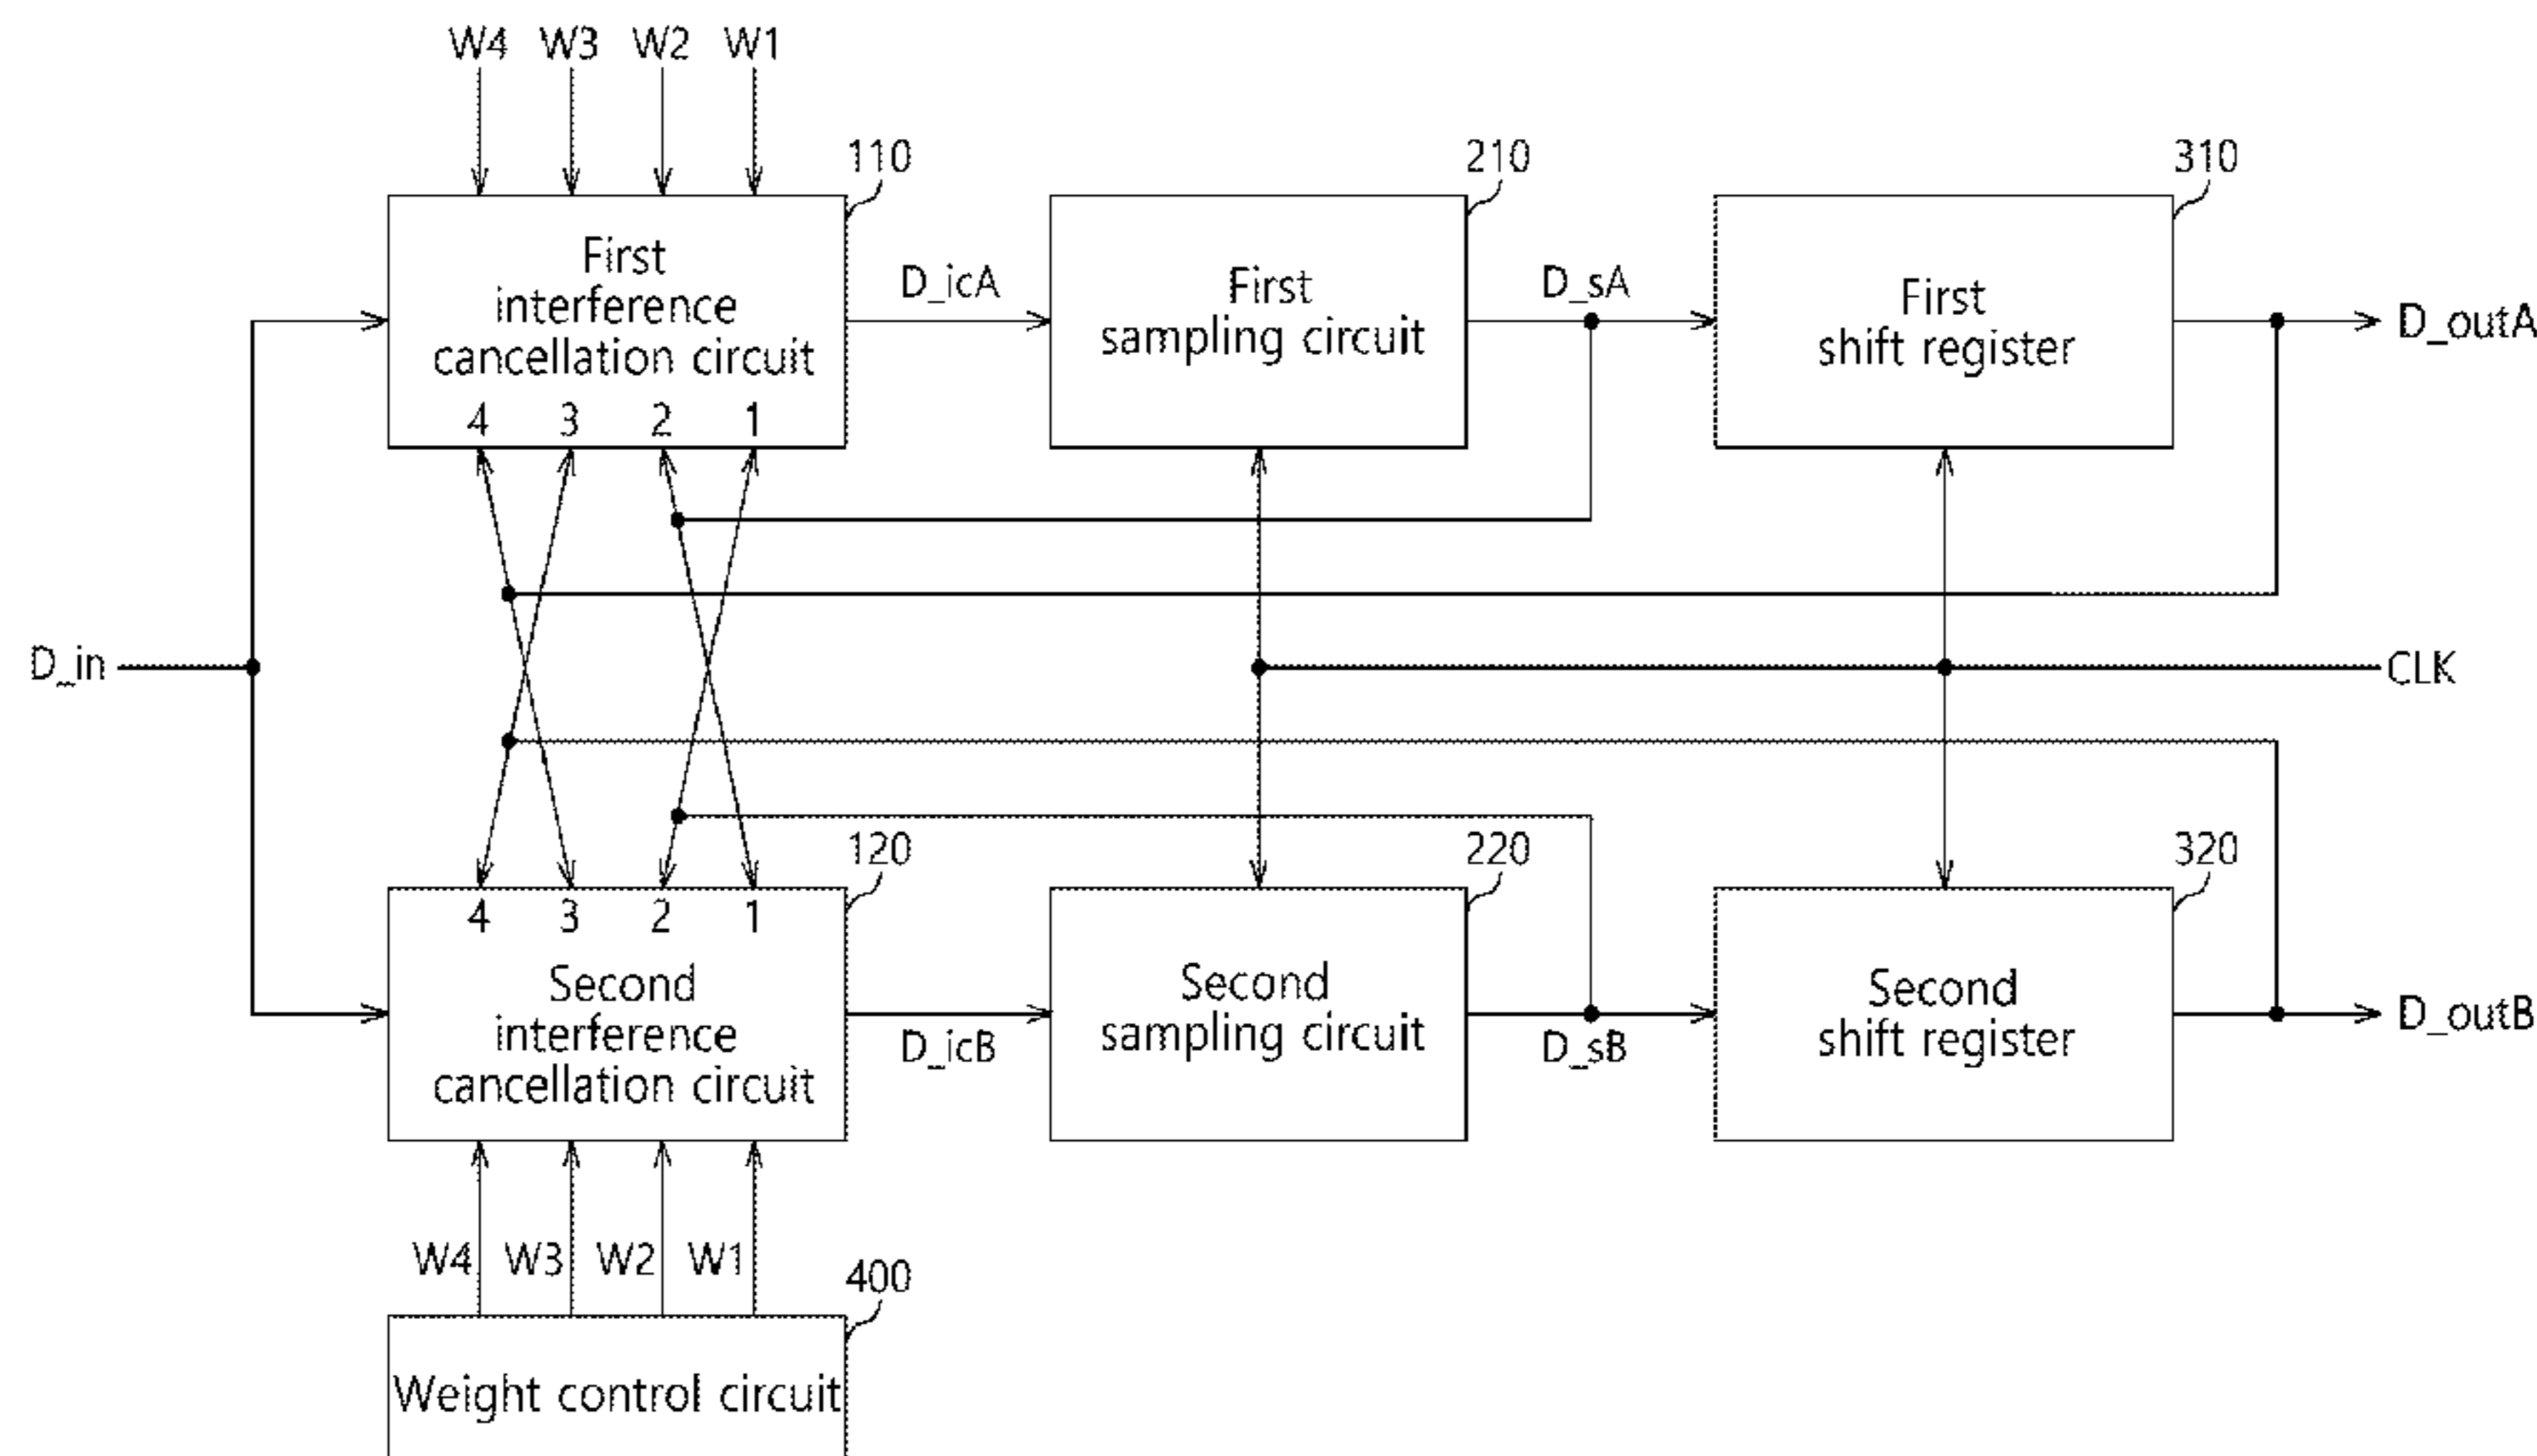 W4 W3 W2 W1
110
210
310
First
interference
cancellation circuit
4 3 2 1
D_icA
First
sampling circuit
D_sA
First
shift register
D_outA
D_in
CLK
120
220
320
4 3 2 1
Second
interference
cancellation circuit
D_icB
Second
sampling circuit
D_sB
Second
shift register
D_outB
W4 W3 W2 W1
400
Weight control circuit